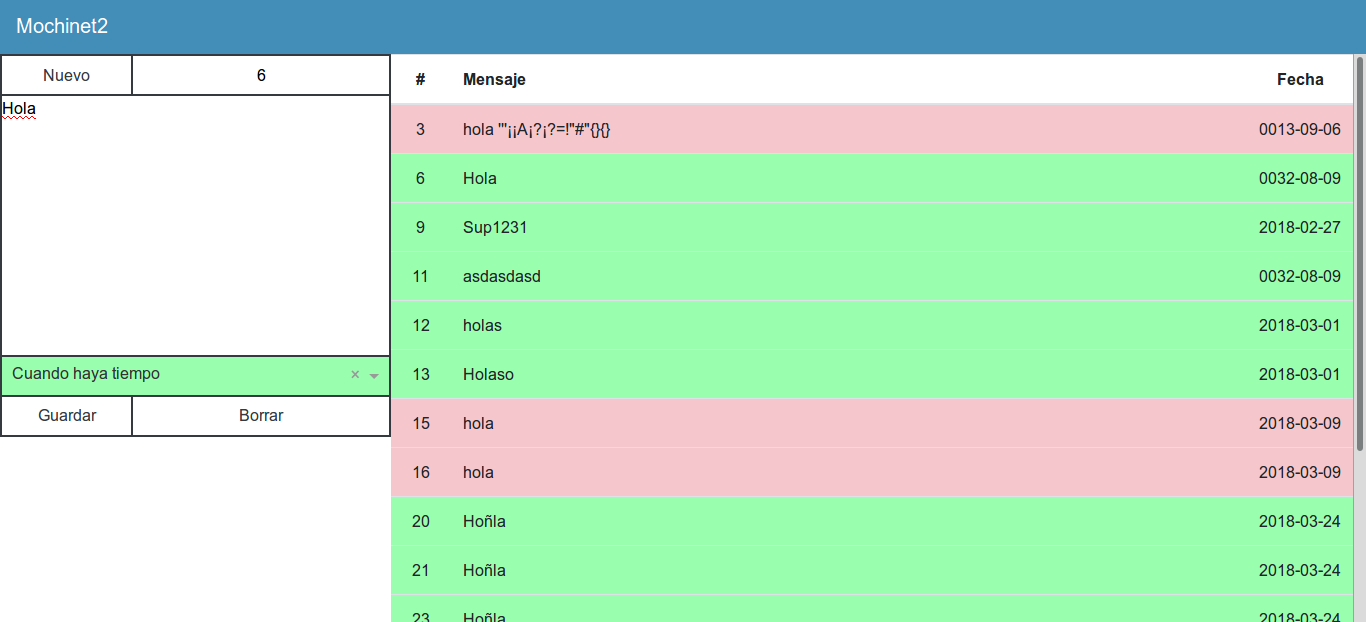 Mochinet2
Nuevo 6
Hola
Cuando haya tiempo × 
Guardar Borrar
# Mensaje Fecha
3 hola '"¡¡A¡?¡?=!"#"{}{} 0013-09-06
6 Hola 0032-08-09
9 Sup1231 2018-02-27
11 asdasdasd 0032-08-09
12 holas 2018-03-01
13 Holaso 2018-03-01
15 hola 2018-03-09
16 hola 2018-03-09
20 Hoñla 2018-03-24
21 Hoñla 2018-03-24
23 Hoñla 2018-03-24